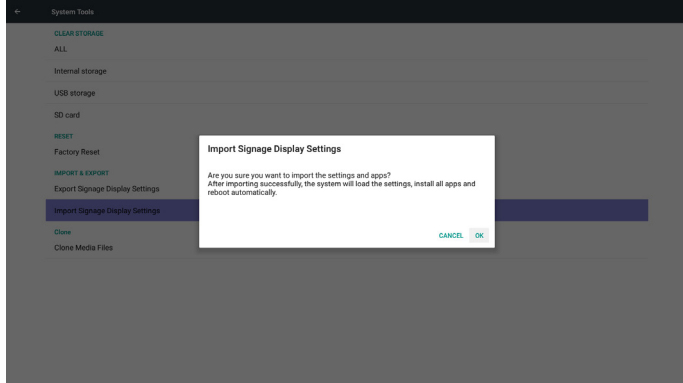 System Tools
CLEAR STORAGE
ALL
Internal storage
USB storage
SD card
RESET
Factory Reset
IMPORT & EXPORT
Export Signage Display Settings
Import Signage Display Settings
Clone
Clone Media Files
Import Signage Display Settings
Are you sure you want to import the settings and apps?
After importing successfully, the system will load the settings, install all apps and
reboot automatically.
CANCEL OK